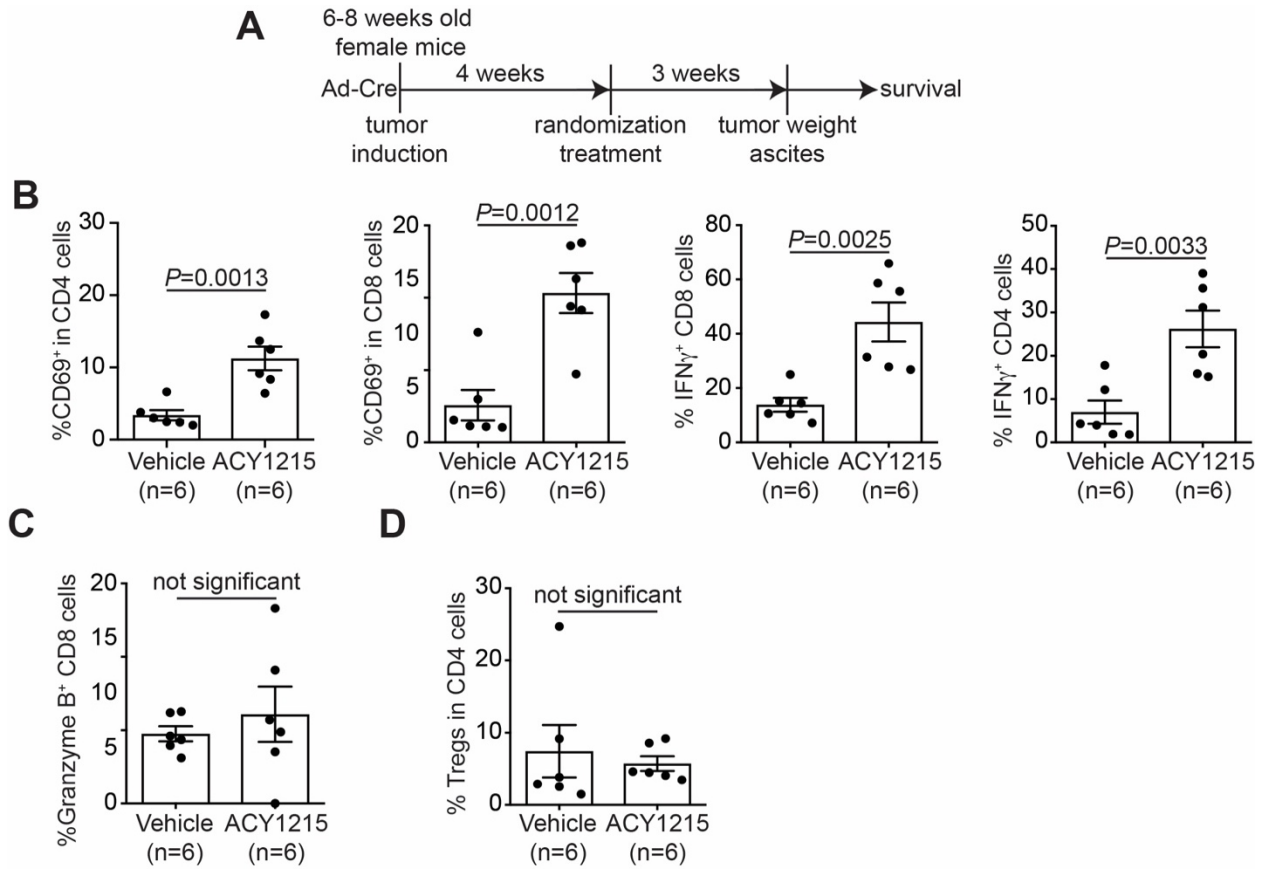 A
6-8 weeks old
female mice
Ad-Cre
4 weeks
3 weeks
survival
tumor
induction
randomization
treatment
tumor weight
ascites
B
%CD69⁺ in CD4 cells
30
20
10
0
P=0.0013
Vehicle
(n=6)
ACY1215
(n=6)
%CD69⁺ in CD8 cells
20
15
10
5
0
P=0.0012
Vehicle
(n=6)
ACY1215
(n=6)
% IFNγ⁺ CD8 cells
80
60
40
20
0
P=0.0025
Vehicle
(n=6)
ACY1215
(n=6)
% IFNγ⁺ CD4 cells
50
40
30
20
10
0
P=0.0033
Vehicle
(n=6)
ACY1215
(n=6)
C
%Granzyme B⁺ CD8 cells
20
15
10
5
0
not significant
Vehicle
(n=6)
ACY1215
(n=6)
D
% Tregs in CD4 cells
30
20
10
0
not significant
Vehicle
(n=6)
ACY1215
(n=6)